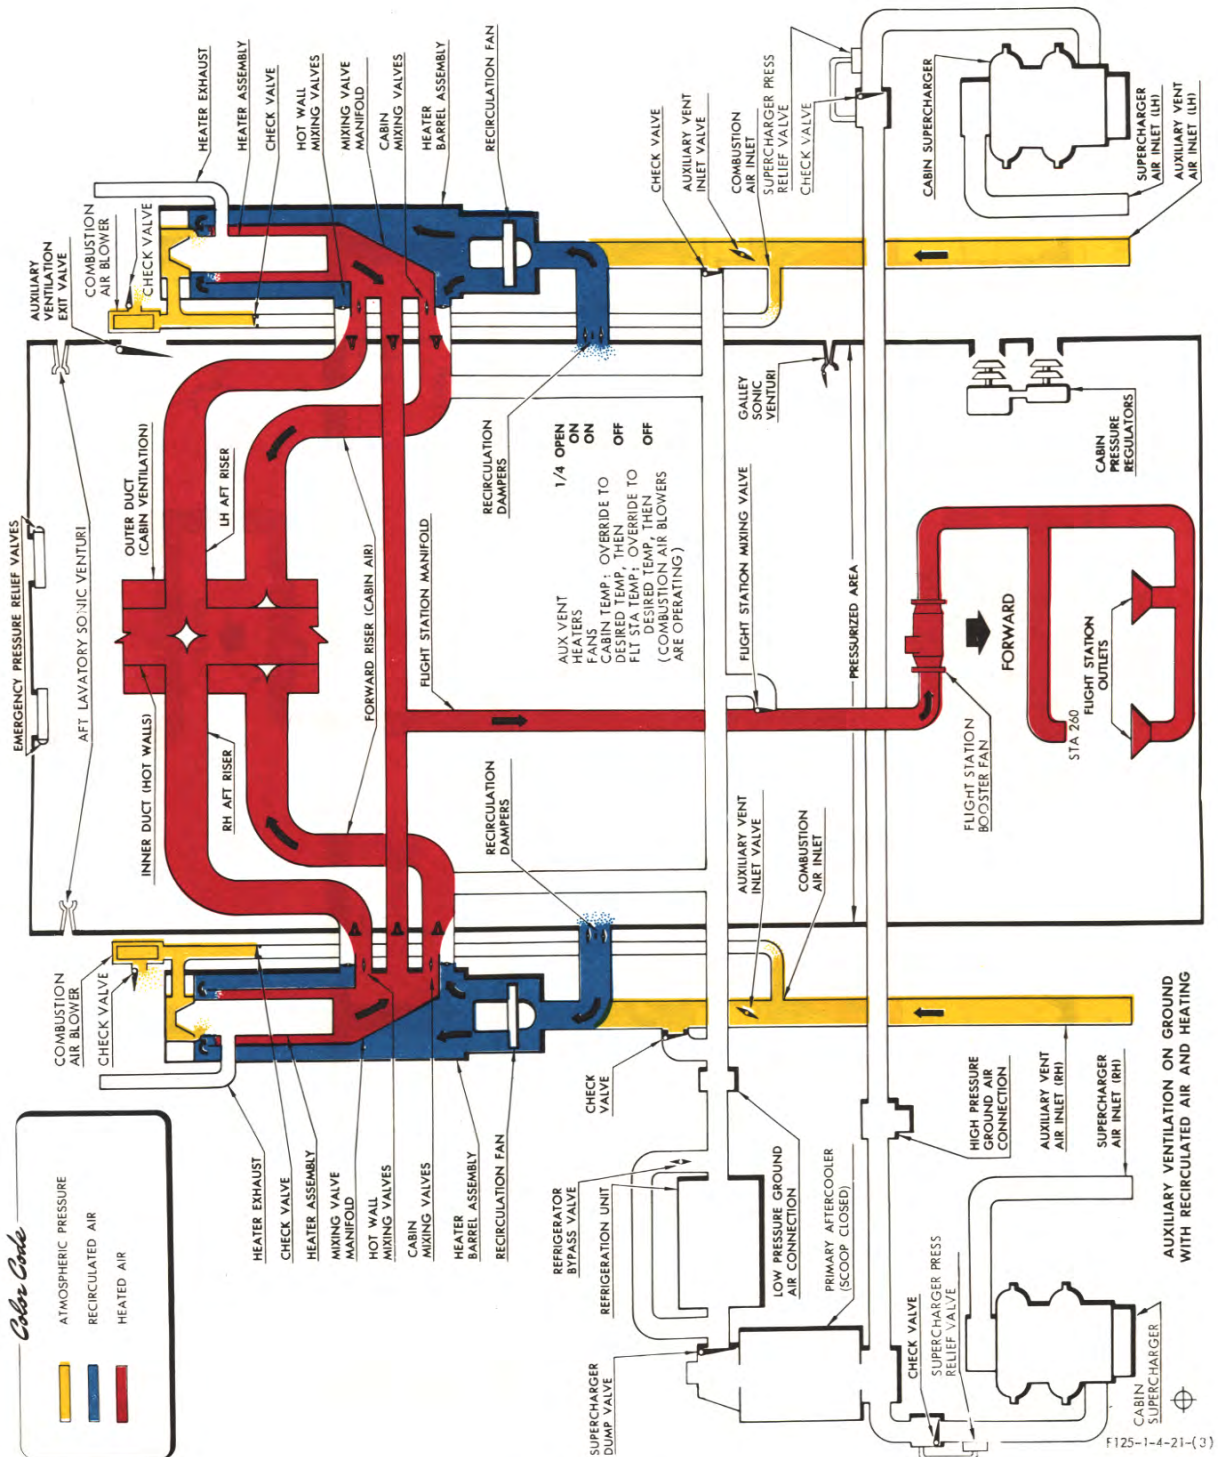 Color Code
ATMOSPHERIC PRESSURE
RECIRCULATED AIR
HEATED AIR
EMERGENCY PRESSURE RELIEF VALVES
AFT LAVATORY SONIC VENTURI
AUXILIARY
VENTILATION
EXIT VALVE
COMBUSTION
AIR BLOWER
CHECK VALVE
HEATER EXHAUST
HEATER ASSEMBLY
CHECK VALVE
HOT WALL
MIXING VALVES
MIXING VALVE
MANIFOLD
CABIN
MIXING VALVES
HEATER
BARREL ASSEMBLY
RECIRCULATION FAN
CHECK VALVE
AUXILIARY VENT
INLET VALVE
COMBUSTION
AIR INLET
SUPERCHARGER PRESS
RELIEF VALVE
CHECK VALVE
CABIN SUPERCHARGER
SUPERCHARGER
AIR INLET (LH)
AUXILIARY VENT
AIR INLET (LH)
OUTER DUCT
(CABIN VENTILATION)
LH AFT RISER
INNER DUCT (HOT WALLS)
RH AFT RISER
FORWARD RISER (CABIN AIR)
FLIGHT STATION MANIFOLD
RECIRCULATION
DAMPERS
AUX VENT 1/4 OPEN
HEATERS ON
FANS ON
CABIN TEMP: OVERRIDE TO
DESIRED TEMP, THEN OFF
FLT STA TEMP: OVERRIDE TO
DESIRED TEMP, THEN OFF
(COMBUSTION AIR BLOWERS
ARE OPERATING)
GALLEY
SONIC
VENTURI
CABIN
PRESSURE
REGULATORS
FLIGHT STATION MIXING VALVE
PRESSURIZED AREA
FORWARD
FLIGHT STATION
OUTLETS
STA 260
FLIGHT STATION
BOOSTER FAN
RECIRCULATION
DAMPERS
AUXILIARY VENT
INLET VALVE
COMBUSTION
AIR INLET
COMBUSTION
AIR BLOWER
CHECK VALVE
HEATER EXHAUST
CHECK VALVE
HEATER ASSEMBLY
MIXING VALVE
MANIFOLD
HOT WALL
MIXING VALVES
CABIN
MIXING VALVES
HEATER
BARREL ASSEMBLY
RECIRCULATION FAN
CHECK
VALVE
REFRIGERATOR
BYPASS VALVE
REFRIGERATION UNIT
LOW PRESSURE GROUND
AIR CONNECTION
PRIMARY AFTERCOOLER
(SCOOP CLOSED)
SUPERCHARGER
DUMP VALVE
CHECK VALVE
SUPERCHARGER PRESS
RELIEF VALVE
HIGH PRESSURE
GROUND AIR
CONNECTION
AUXILIARY VENT
AIR INLET (RH)
SUPERCHARGER
AIR INLET (RH)
CABIN
SUPERCHARGER
AUXILIARY VENTILATION ON GROUND
WITH RECIRCULATED AIR AND HEATING
F125-1-4-21-(3)